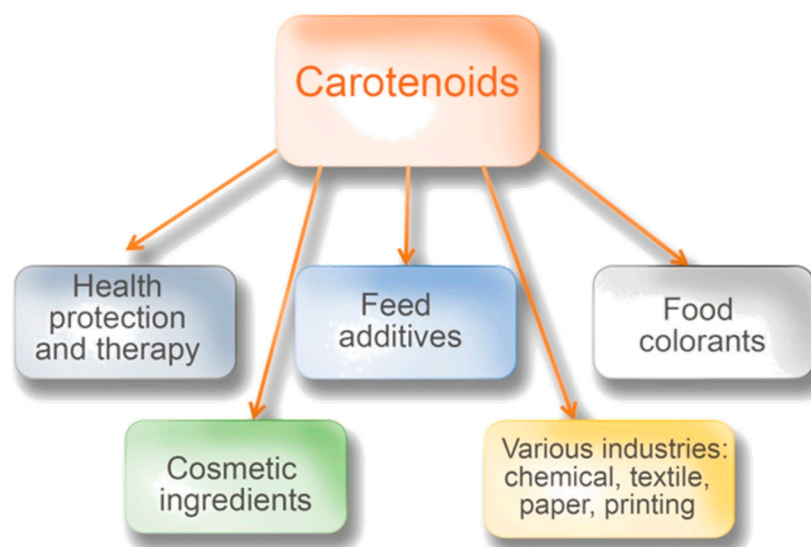 Carotenoids
Health
protection
and therapy
Feed
additives
Food
colorants
Cosmetic
ingredients
Various industries:
chemical, textile,
paper, printing